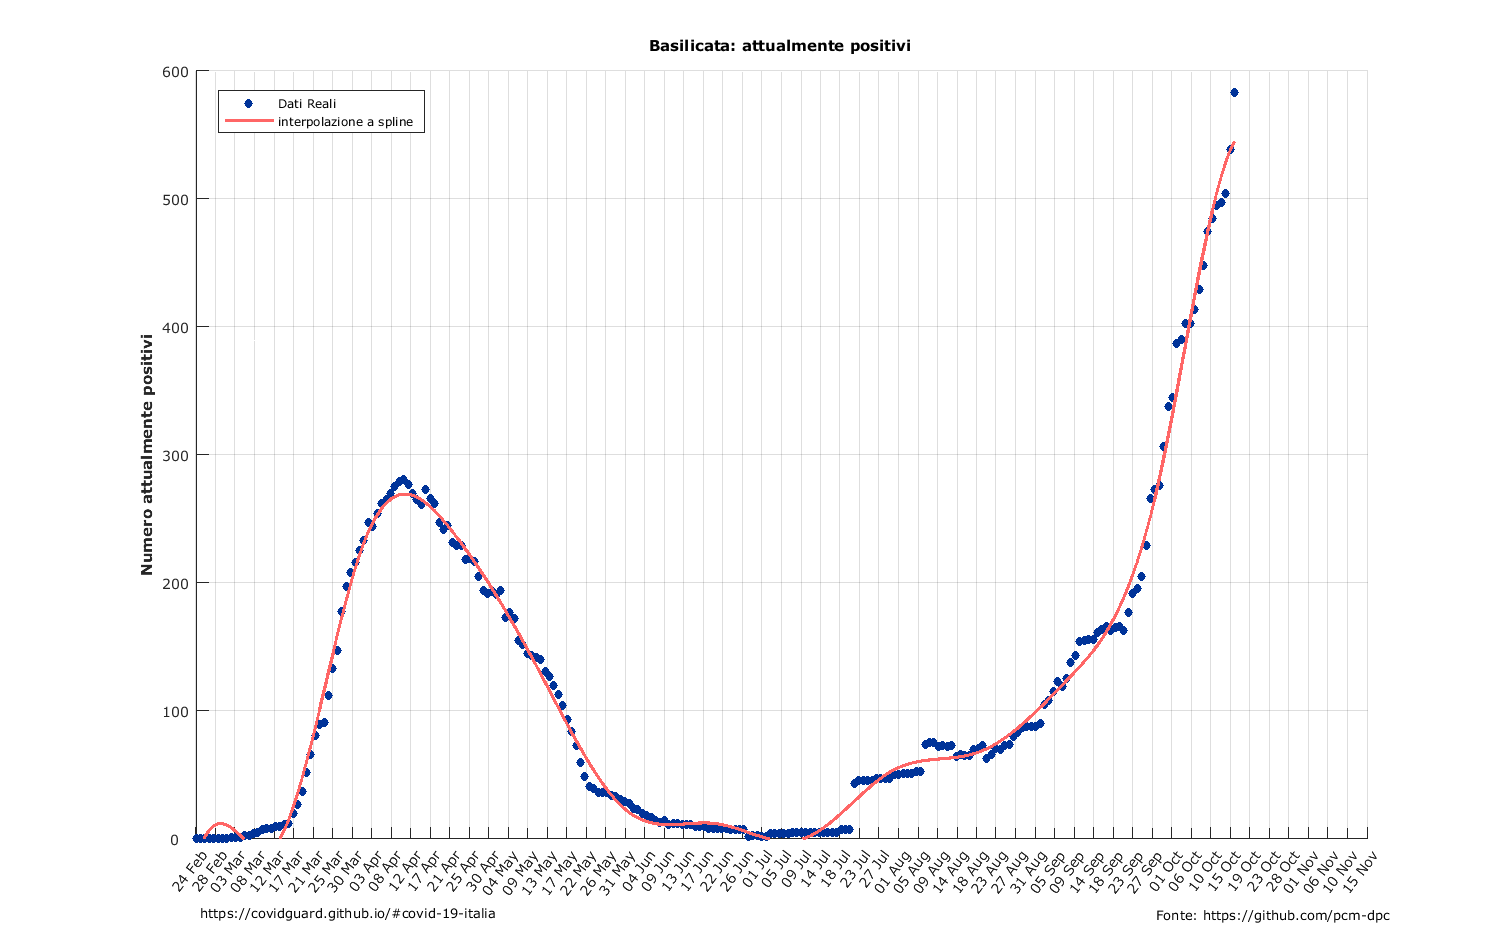 Basilicata: attualmente positivi
Dati Reali
interpolazione a spline
Numero attualmente positivi
600
500
400
300
200
100
0
24 Feb
28 Feb
03 Mar
08 Mar
12 Mar
17 Mar
21 Mar
25 Mar
30 Mar
03 Apr
08 Apr
12 Apr
17 Apr
21 Apr
25 Apr
30 Apr
04 May
09 May
13 May
17 May
22 May
26 May
31 May
04 Jun
09 Jun
13 Jun
17 Jun
22 Jun
26 Jun
01 Jul
05 Jul
09 Jul
14 Jul
18 Jul
23 Jul
27 Jul
01 Aug
05 Aug
09 Aug
14 Aug
18 Aug
23 Aug
27 Aug
31 Aug
05 Sep
09 Sep
14 Sep
18 Sep
23 Sep
27 Sep
01 Oct
06 Oct
10 Oct
15 Oct
19 Oct
23 Oct
28 Oct
01 Nov
06 Nov
10 Nov
15 Nov
https://covidguard.github.io/#covid-19-italia
Fonte: https://github.com/pcm-dpc